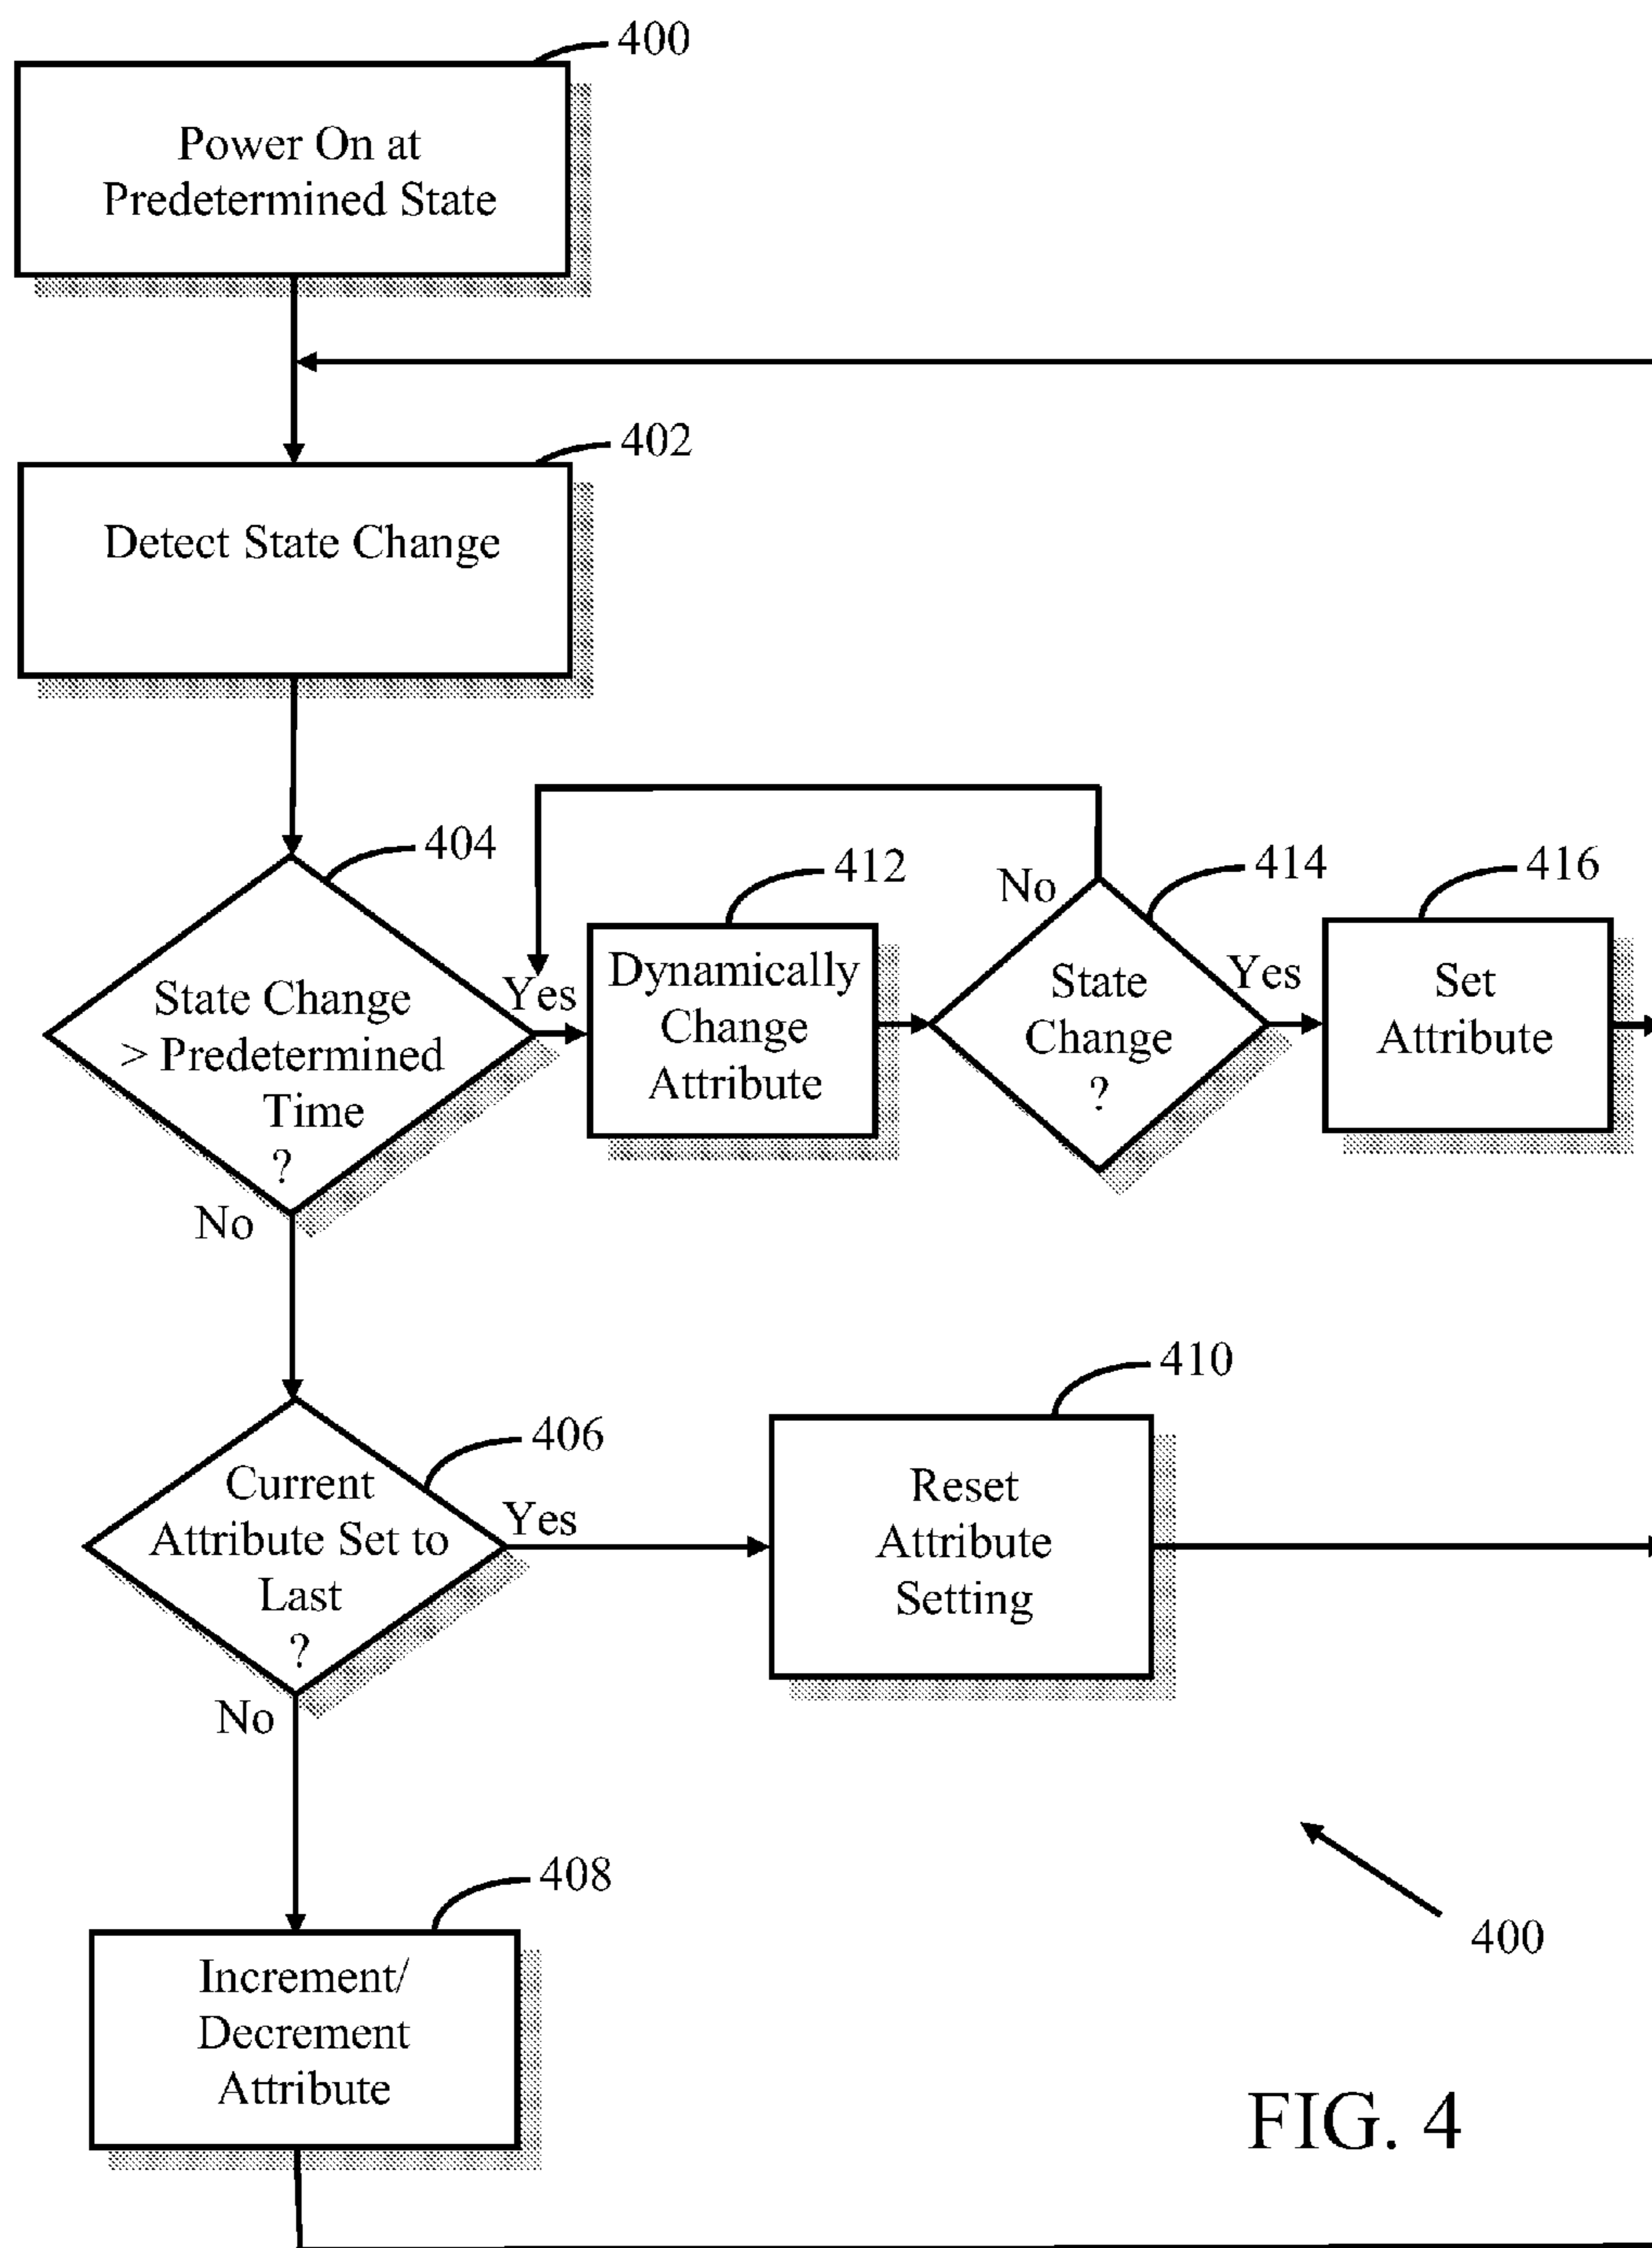 400
Power On at
Predetermined State
402
Detect State Change
404
State Change
> Predetermined
Time
?
Yes
No
412
Dynamically
Change
Attribute
414
No
State
Change
?
Yes
416
Set
Attribute
406
Current
Attribute Set to
Last
?
Yes
No
410
Reset
Attribute
Setting
408
Increment/
Decrement
Attribute
400
FIG. 4